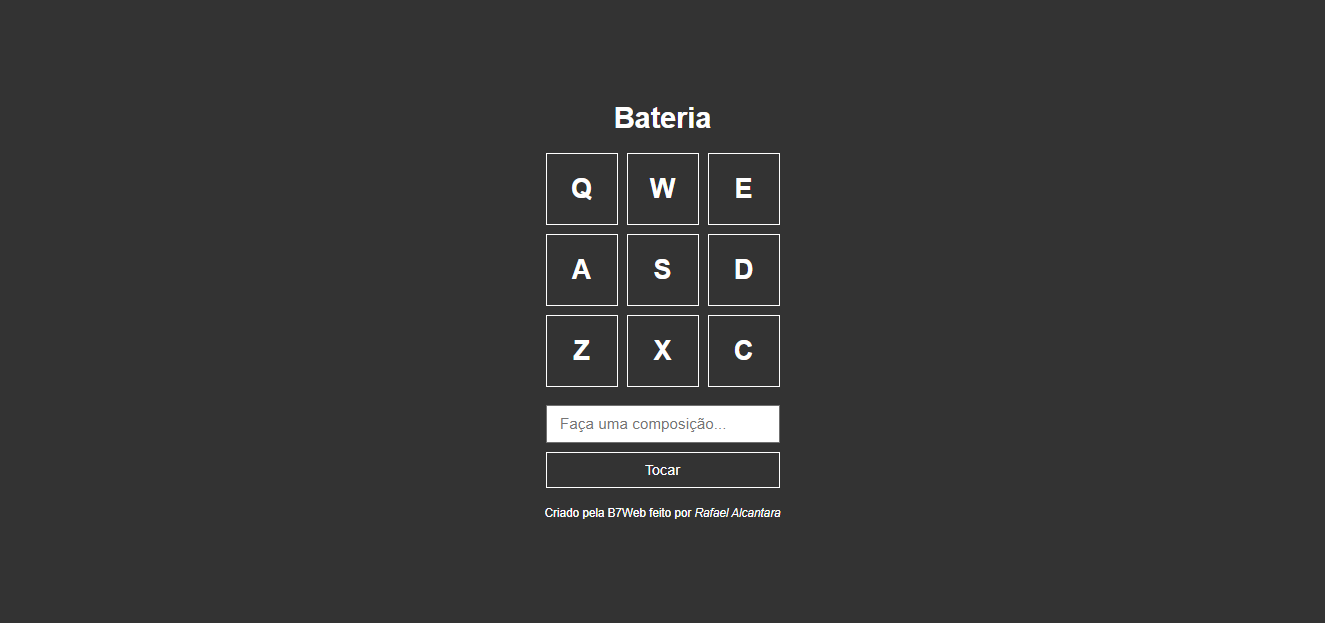 Bateria
Q W E
A S D
Z X C
Faça uma composição...
Tocar
Criado pela B7Web feito por Rafael Alcantara